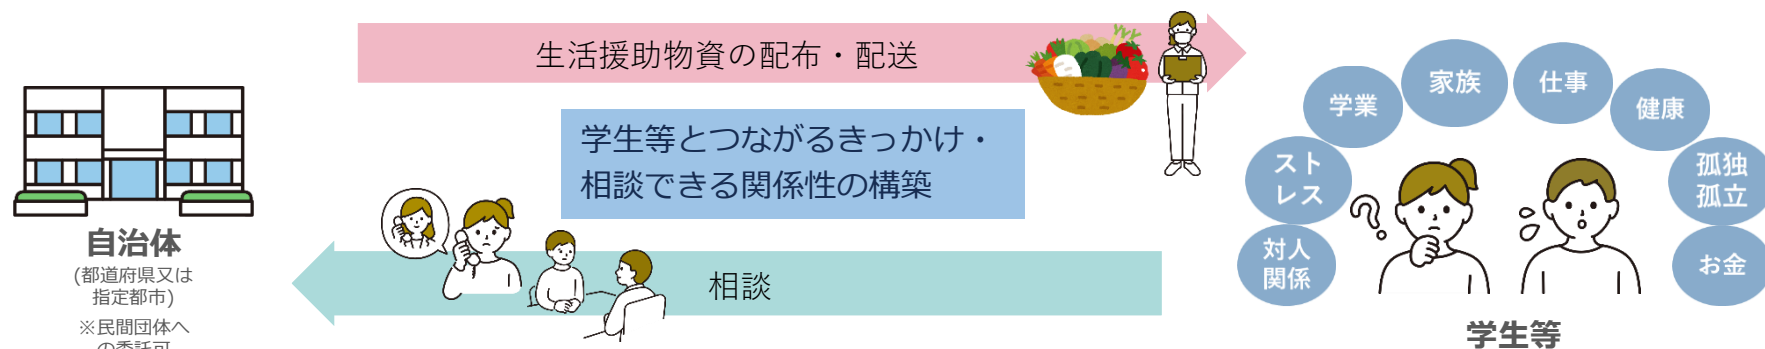 生活援助物資の配布・配送
学生等とつながるきっかけ・
相談できる関係性の構築
相談
自治体
(都道府県又は
指定都市)
※民間団体へ
の委託可
対人
関係
スト
レス
学業
家族
仕事
健康
孤独
孤立
お金
学生等